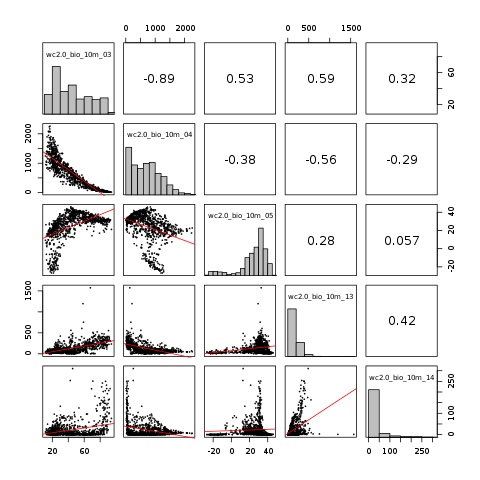 0 1000 2000 0 500 1500
wc2.0_bio_10m_03 -0.89 0.53 0.59 0.32 20 60
0 1000 2000 wc2.0_bio_10m_04 -0.38 -0.56 -0.29
wc2.0_bio_10m_05 0.28 0.057 -20 0 20 40
0 500 1500 wc2.0_bio_10m_13 0.42
wc2.0_bio_10m_14 0 100 250
20 60 -20 0 20 40 0 100 250